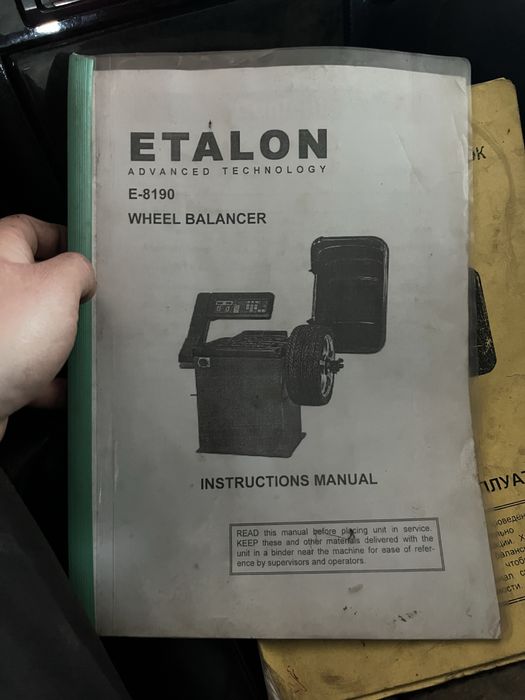 ETALON
ADVANCED TECHNOLOGY
E-8190
WHEEL BALANCER
INSTRUCTIONS MANUAL
READ this manual before placing unit in service.
KEEP these and other materials delivered with the
unit in a binder near the machine for ease of refer-
ence by supervisors and operators.
чтоб